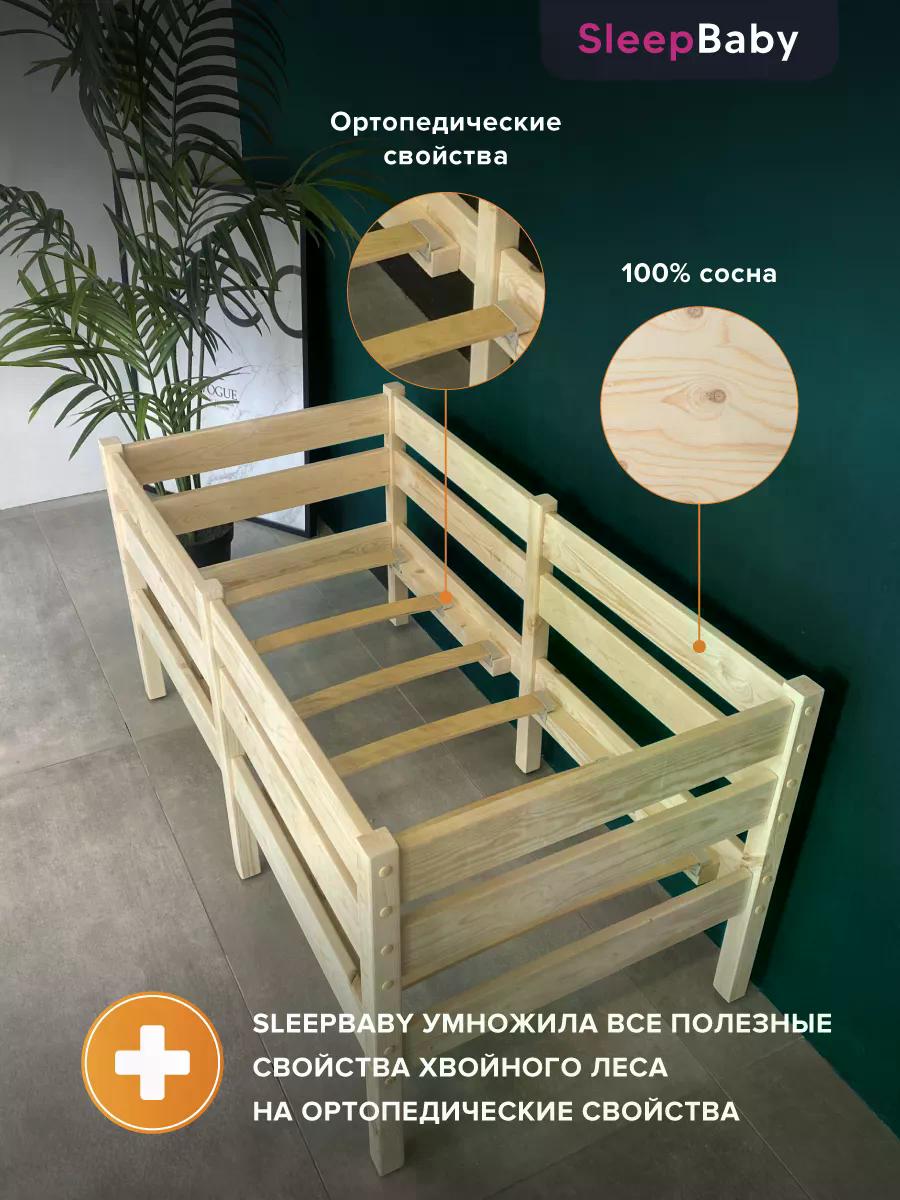 SleepBaby
Ортопедические
свойства
100% сосна
VOGUE
SLEEPBABY УМНОЖИЛА ВСЕ ПОЛЕЗНЫЕ
СВОЙСТВА ХВОЙНОГО ЛЕСА
НА ОРТОПЕДИЧЕСКИЕ СВОЙСТВА